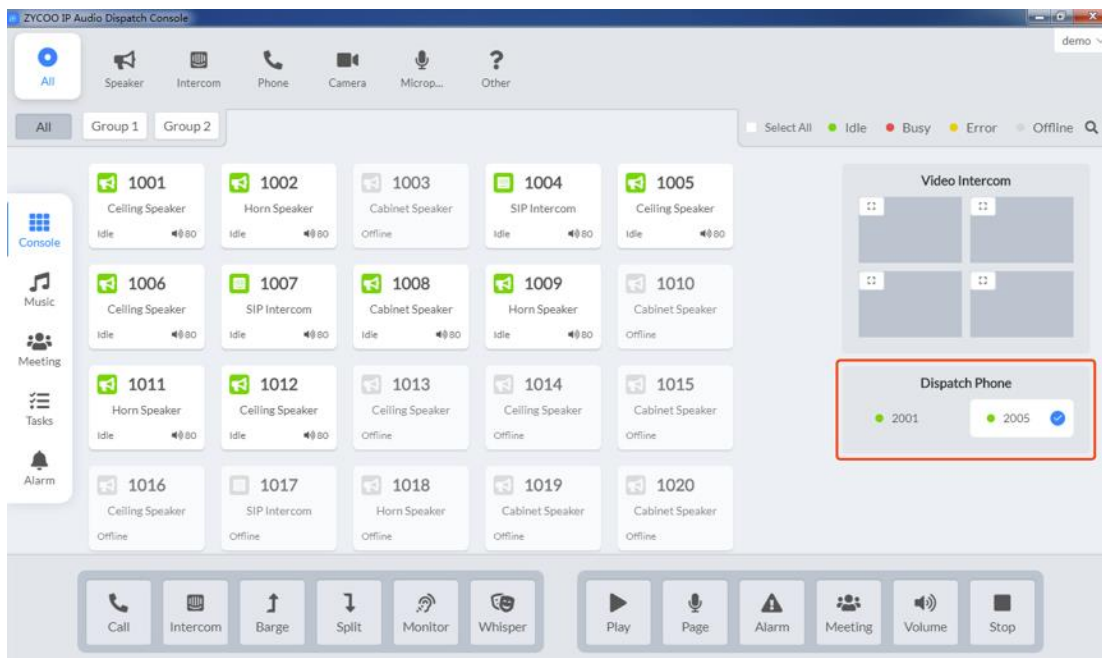 ZYCOO IP Audio Dispatch Console
demo
All
Speaker
Intercom
Phone
Camera
Microp...
?
Other
All
Group 1
Group 2
Select All
Idle
Busy
Error
Offline
Console
Music
Meeting
Tasks
Alarm
1001
Ceiling Speaker
Idle
80
1002
Horn Speaker
Idle
80
1003
Cabinet Speaker
Offline
1004
SIP Intercom
Idle
80
1005
Ceiling Speaker
Idle
80
1006
Ceiling Speaker
Idle
80
1007
SIP Intercom
Idle
80
1008
Cabinet Speaker
Idle
80
1009
Horn Speaker
Idle
80
1010
Cabinet Speaker
Offline
1011
Horn Speaker
Idle
80
1012
Ceiling Speaker
Idle
80
1013
Ceiling Speaker
Offline
1014
Ceiling Speaker
Offline
1015
Cabinet Speaker
Offline
1016
Ceiling Speaker
Offline
1017
SIP Intercom
Offline
1018
Horn Speaker
Offline
1019
Cabinet Speaker
Offline
1020
Cabinet Speaker
Offline
Video Intercom
Dispatch Phone
2001
2005
Call
Intercom
Barge
Split
Monitor
Whisper
Play
Page
Alarm
Meeting
Volume
Stop